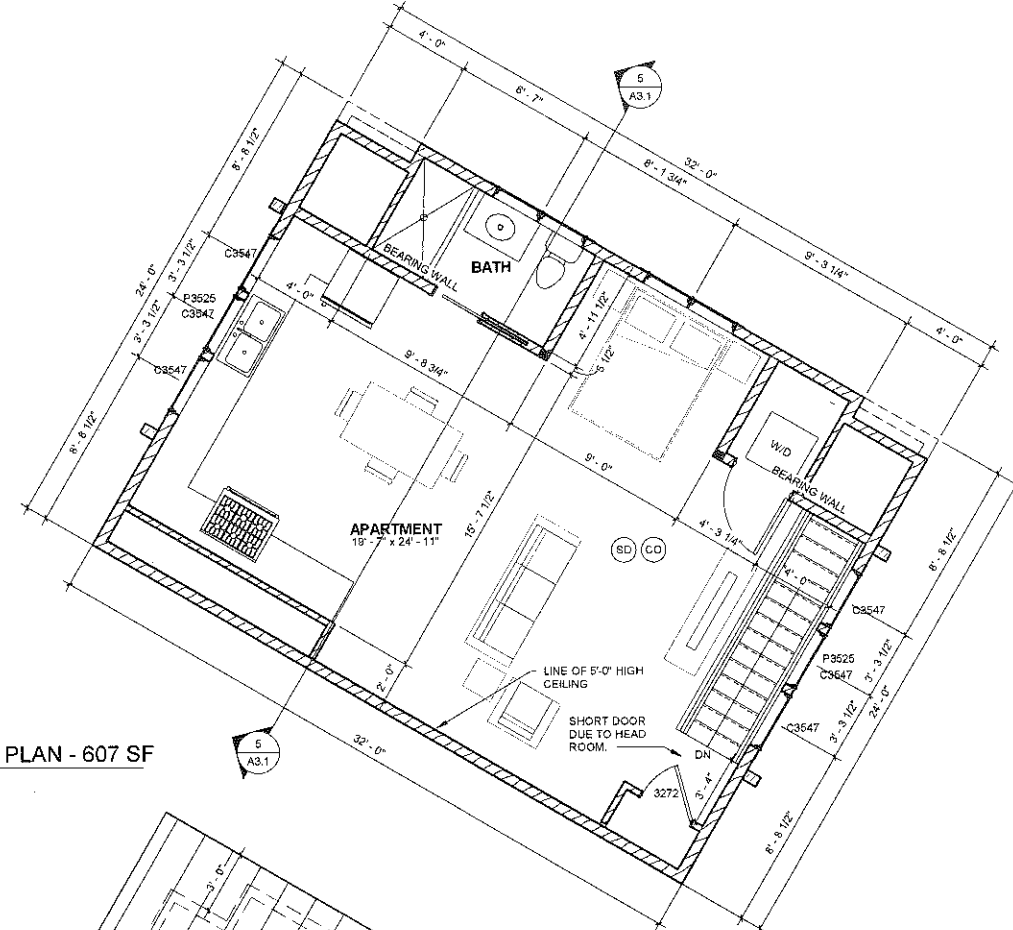 4' - 0"
6' - 7"
5
A3.1
8' - 1 3/4"
32' - 0"
9' - 3 1/4"
4' - 0"
8' - 8 1/2"
24' - 0"
3' - 3 1/2"
3' - 3 1/2"
8' - 8 1/2"
C3547
P3525
C3547
C3547
BEARING WALL
BATH
4' - 0"
4' - 11 1/2"
5 1/2"
9' - 8 3/4"
9' - 0"
W/D
BEARING WALL
APARTMENT
18' - 7" x 24' - 11"
15' - 7 1/2"
SD
CO
4' - 3 1/4"
4' - 0"
C3547
P3525
C3547
C3547
8' - 8 1/2"
3' - 3 1/2"
24' - 0"
3' - 3 1/2"
8' - 8 1/2"
2' - 0"
LINE OF 5'-0" HIGH
CEILING
SHORT DOOR
DUE TO HEAD
ROOM.
DN
3272
3' - 4"
32' - 0"
5
A3.1
PLAN - 607 SF
3' - 0"